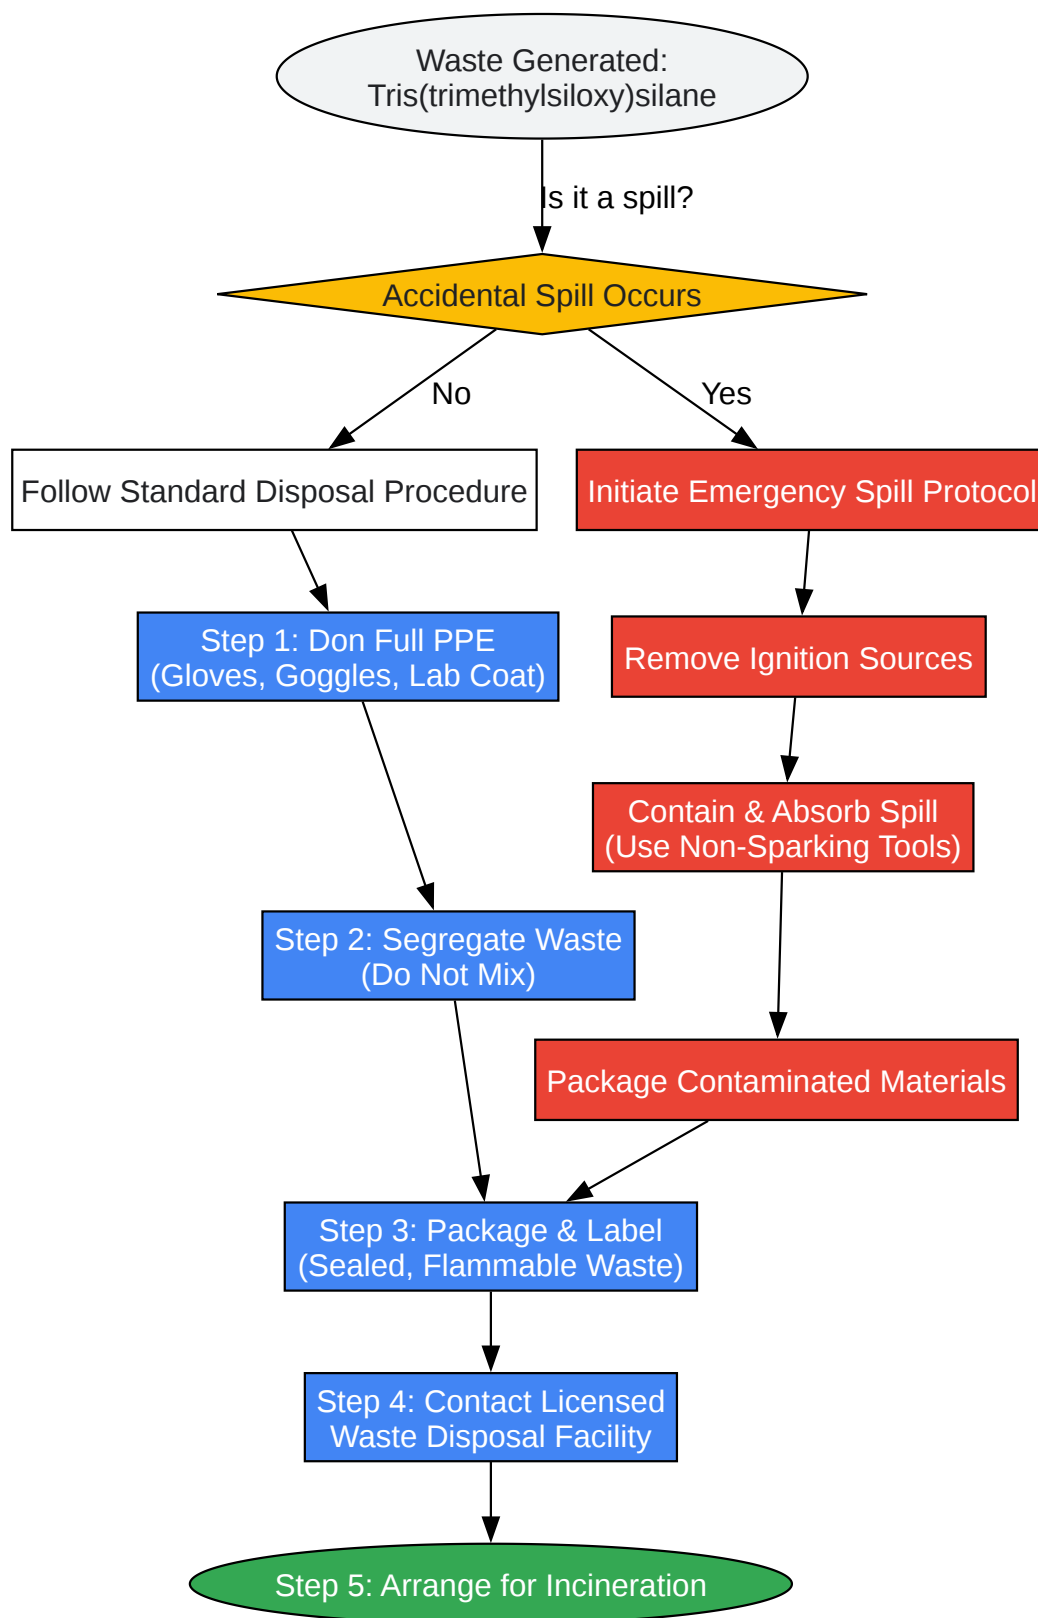 Waste Generated:
Tris(trimethylsiloxy)silane
Is it a spill?
Accidental Spill Occurs
No
Yes
Follow Standard Disposal Procedure
Initiate Emergency Spill Protocol
Step 1: Don Full PPE
(Gloves, Goggles, Lab Coat)
Remove Ignition Sources
Contain & Absorb Spill
(Use Non-Sparking Tools)
Step 2: Segregate Waste
(Do Not Mix)
Package Contaminated Materials
Step 3: Package & Label
(Sealed, Flammable Waste)
Step 4: Contact Licensed
Waste Disposal Facility
Step 5: Arrange for Incineration